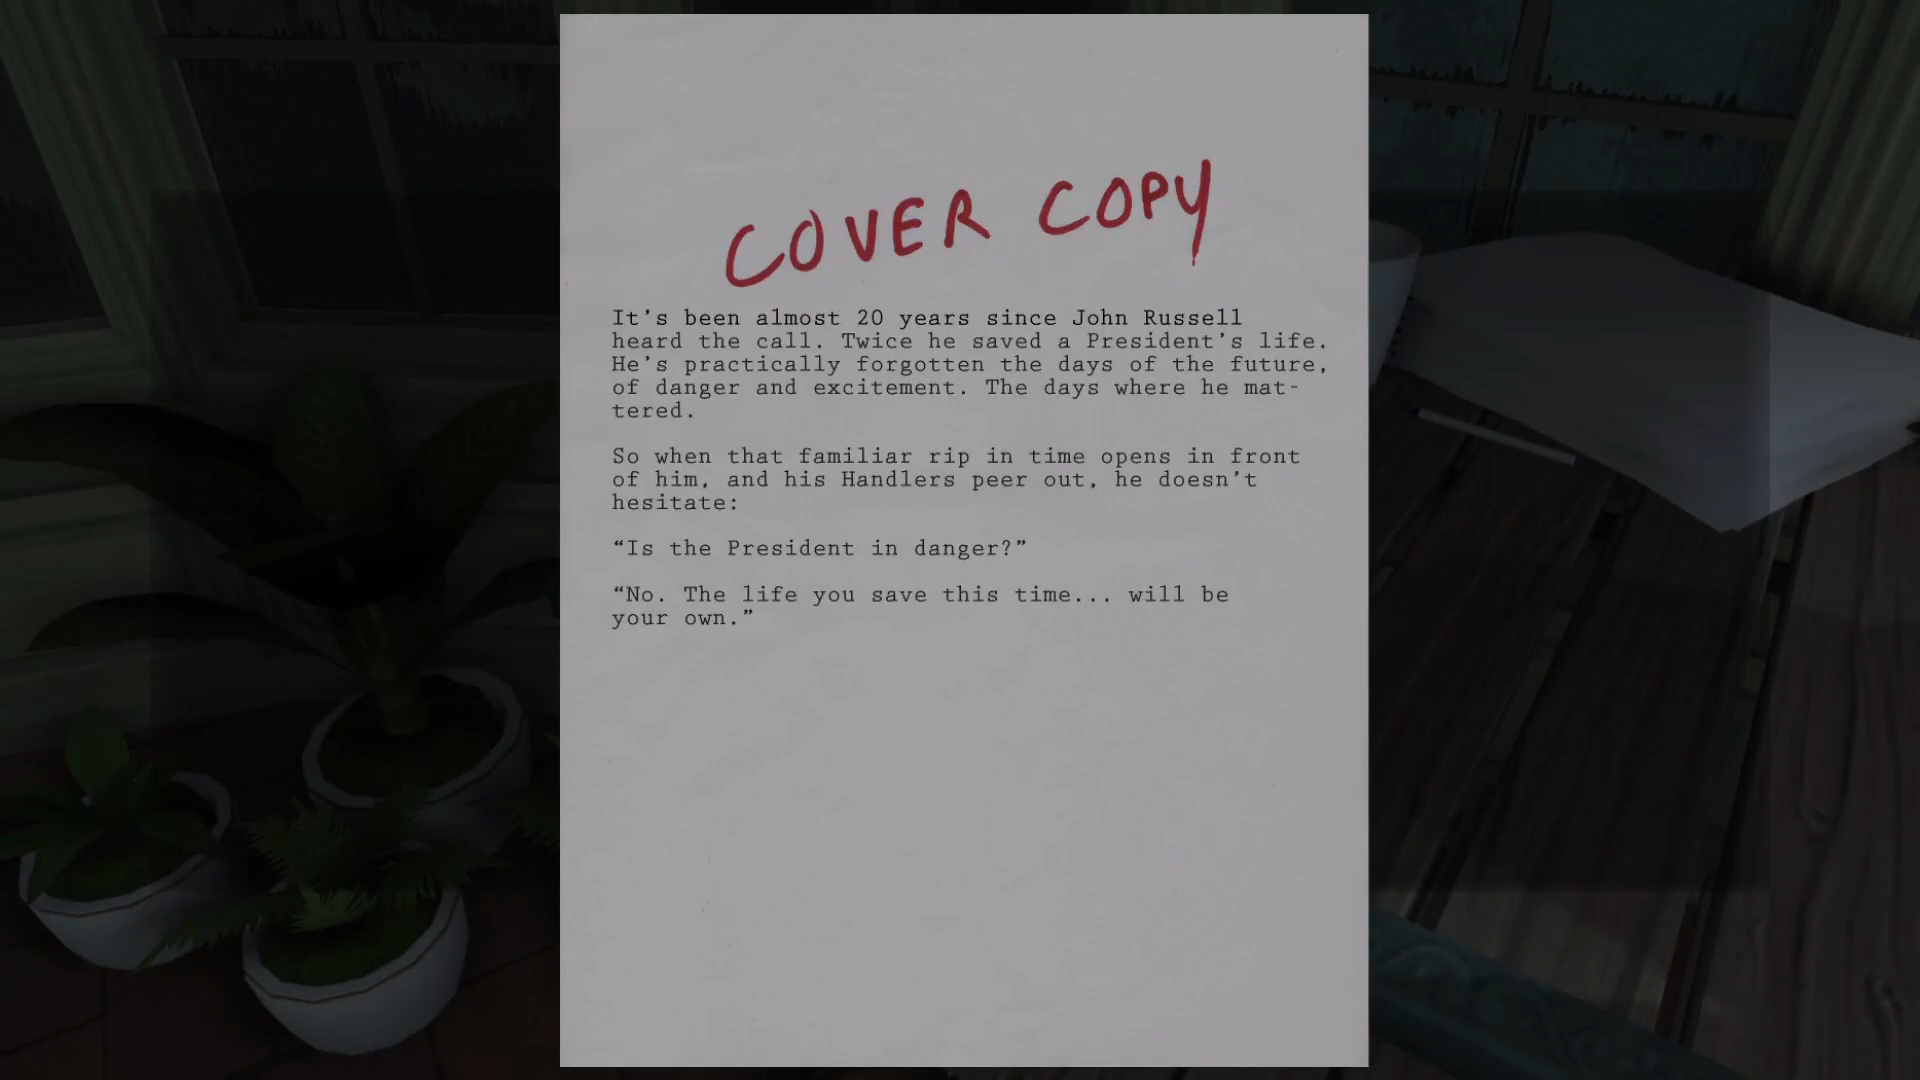 COVER COPY
It’s been almost 20 years since John Russell
heard the call. Twice he saved a President’s life.
He’s practically forgotten the days of the future,
of danger and excitement. The days where he mat-
tered.
So when that familiar rip in time opens in front
of him, and his Handlers peer out, he doesn’t
hesitate:
“Is the President in danger?”
“No. The life you save this time... will be
your own.”